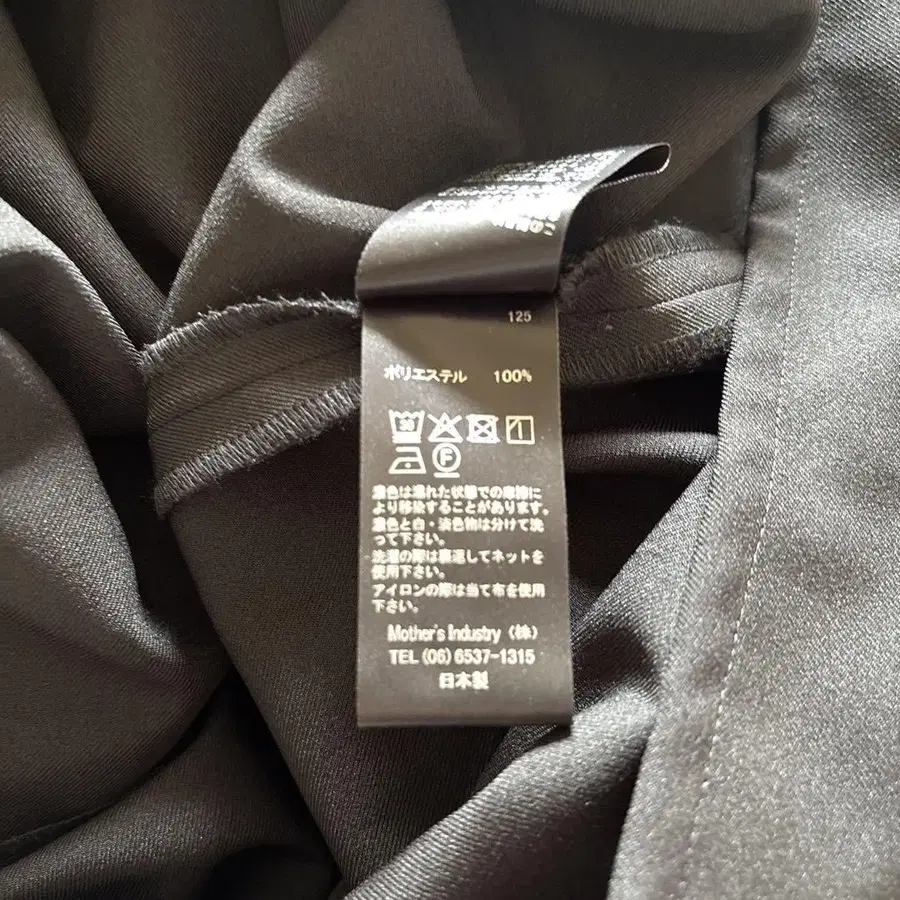 125
ポリエステル 100%
30
F
濃色は濡れた状態での摩擦に
より移染することがあります。
濃色と白・淡色物は分けて洗
って下さい。
洗濯の際は裏返してネットを
使用下さい。
アイロンの際は当て布を使用
下さい。
Mother's Industry (株)
TEL (06) 6537-1315
日本製